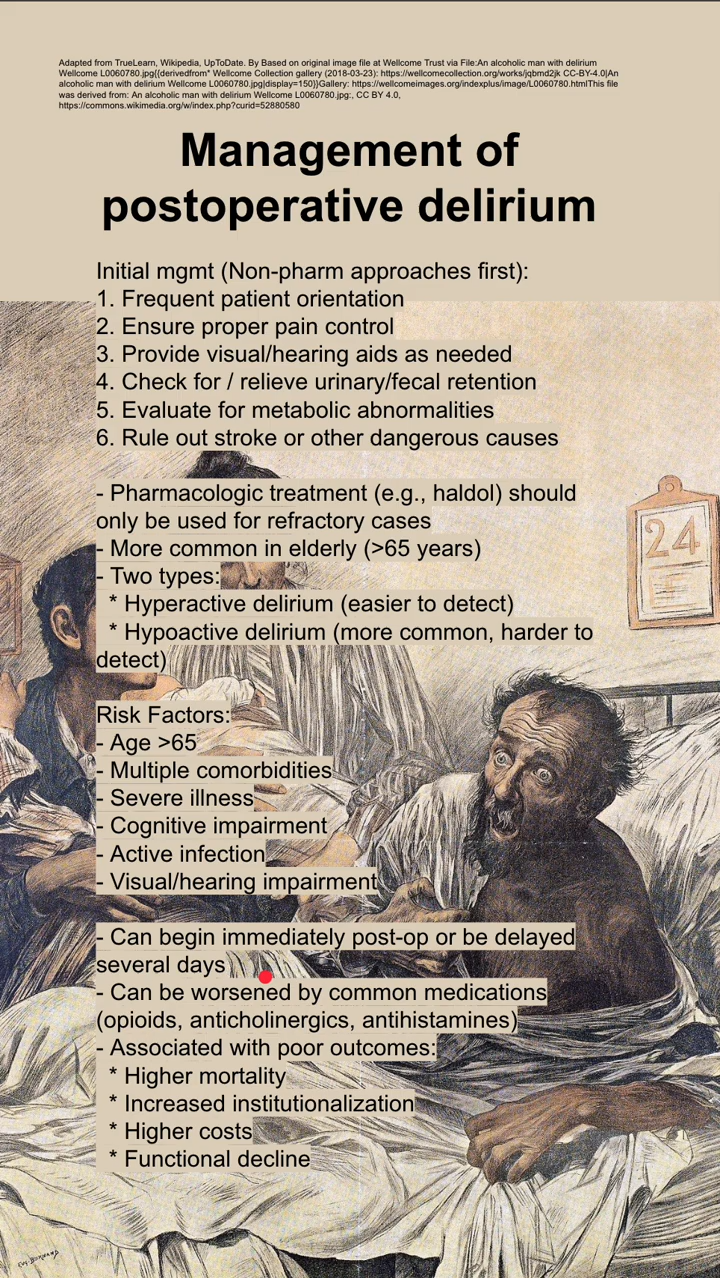 Adapted from TrueLearn, Wikipedia, UpToDate. By Based on original image file at Wellcome Trust via File:An alcoholic man with delirium
Wellcome L0060780.jpg{{derivedfrom* Wellcome Collection gallery (2018-03-23): https://wellcomecollection.org/works/jqbmd2jk CC-BY-4.0|An
alcoholic man with delirium Wellcome L0060780.jpg|display=150}}Gallery: https://wellcomeimages.org/indexplus/image/L0060780.htmlThis file
was derived from: An alcoholic man with delirium Wellcome L0060780.jpg:, CC BY 4.0,
https://commons.wikimedia.org/w/index.php?curid=52880580
Management of
postoperative delirium
Initial mgmt (Non-pharm approaches first):
1. Frequent patient orientation
2. Ensure proper pain control
3. Provide visual/hearing aids as needed
4. Check for / relieve urinary/fecal retention
5. Evaluate for metabolic abnormalities
6. Rule out stroke or other dangerous causes
- Pharmacologic treatment (e.g., haldol) should
only be used for refractory cases
- More common in elderly (>65 years)
- Two types:
* Hyperactive delirium (easier to detect)
* Hypoactive delirium (more common, harder to
detect)
24
Risk Factors:
- Age >65
- Multiple comorbidities
- Severe illness
- Cognitive impairment
- Active infection
- Visual/hearing impairment
- Can begin immediately post-op or be delayed
several days
- Can be worsened by common medications
(opioids, anticholinergics, antihistamines)
- Associated with poor outcomes:
* Higher mortality
* Increased institutionalization
* Higher costs
* Functional decline